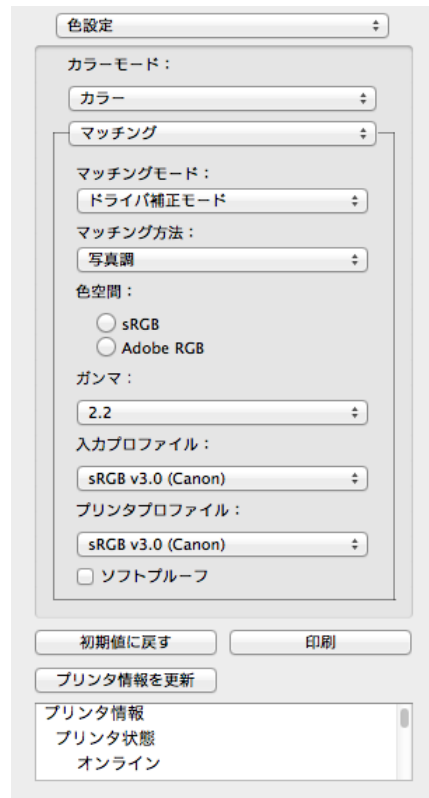 色設定
カラーモード：
カラー
マッチング
マッチングモード：
ドライバ補正モード
マッチング方法：
写真調
色空間：
sRGB
Adobe RGB
ガンマ：
2.2
入力プロファイル：
sRGB v3.0 (Canon)
プリンタプロファイル：
sRGB v3.0 (Canon)
ソフトプルーフ
初期値に戻す 印刷
プリンタ情報を更新
プリンタ情報
プリンタ状態
オンライン